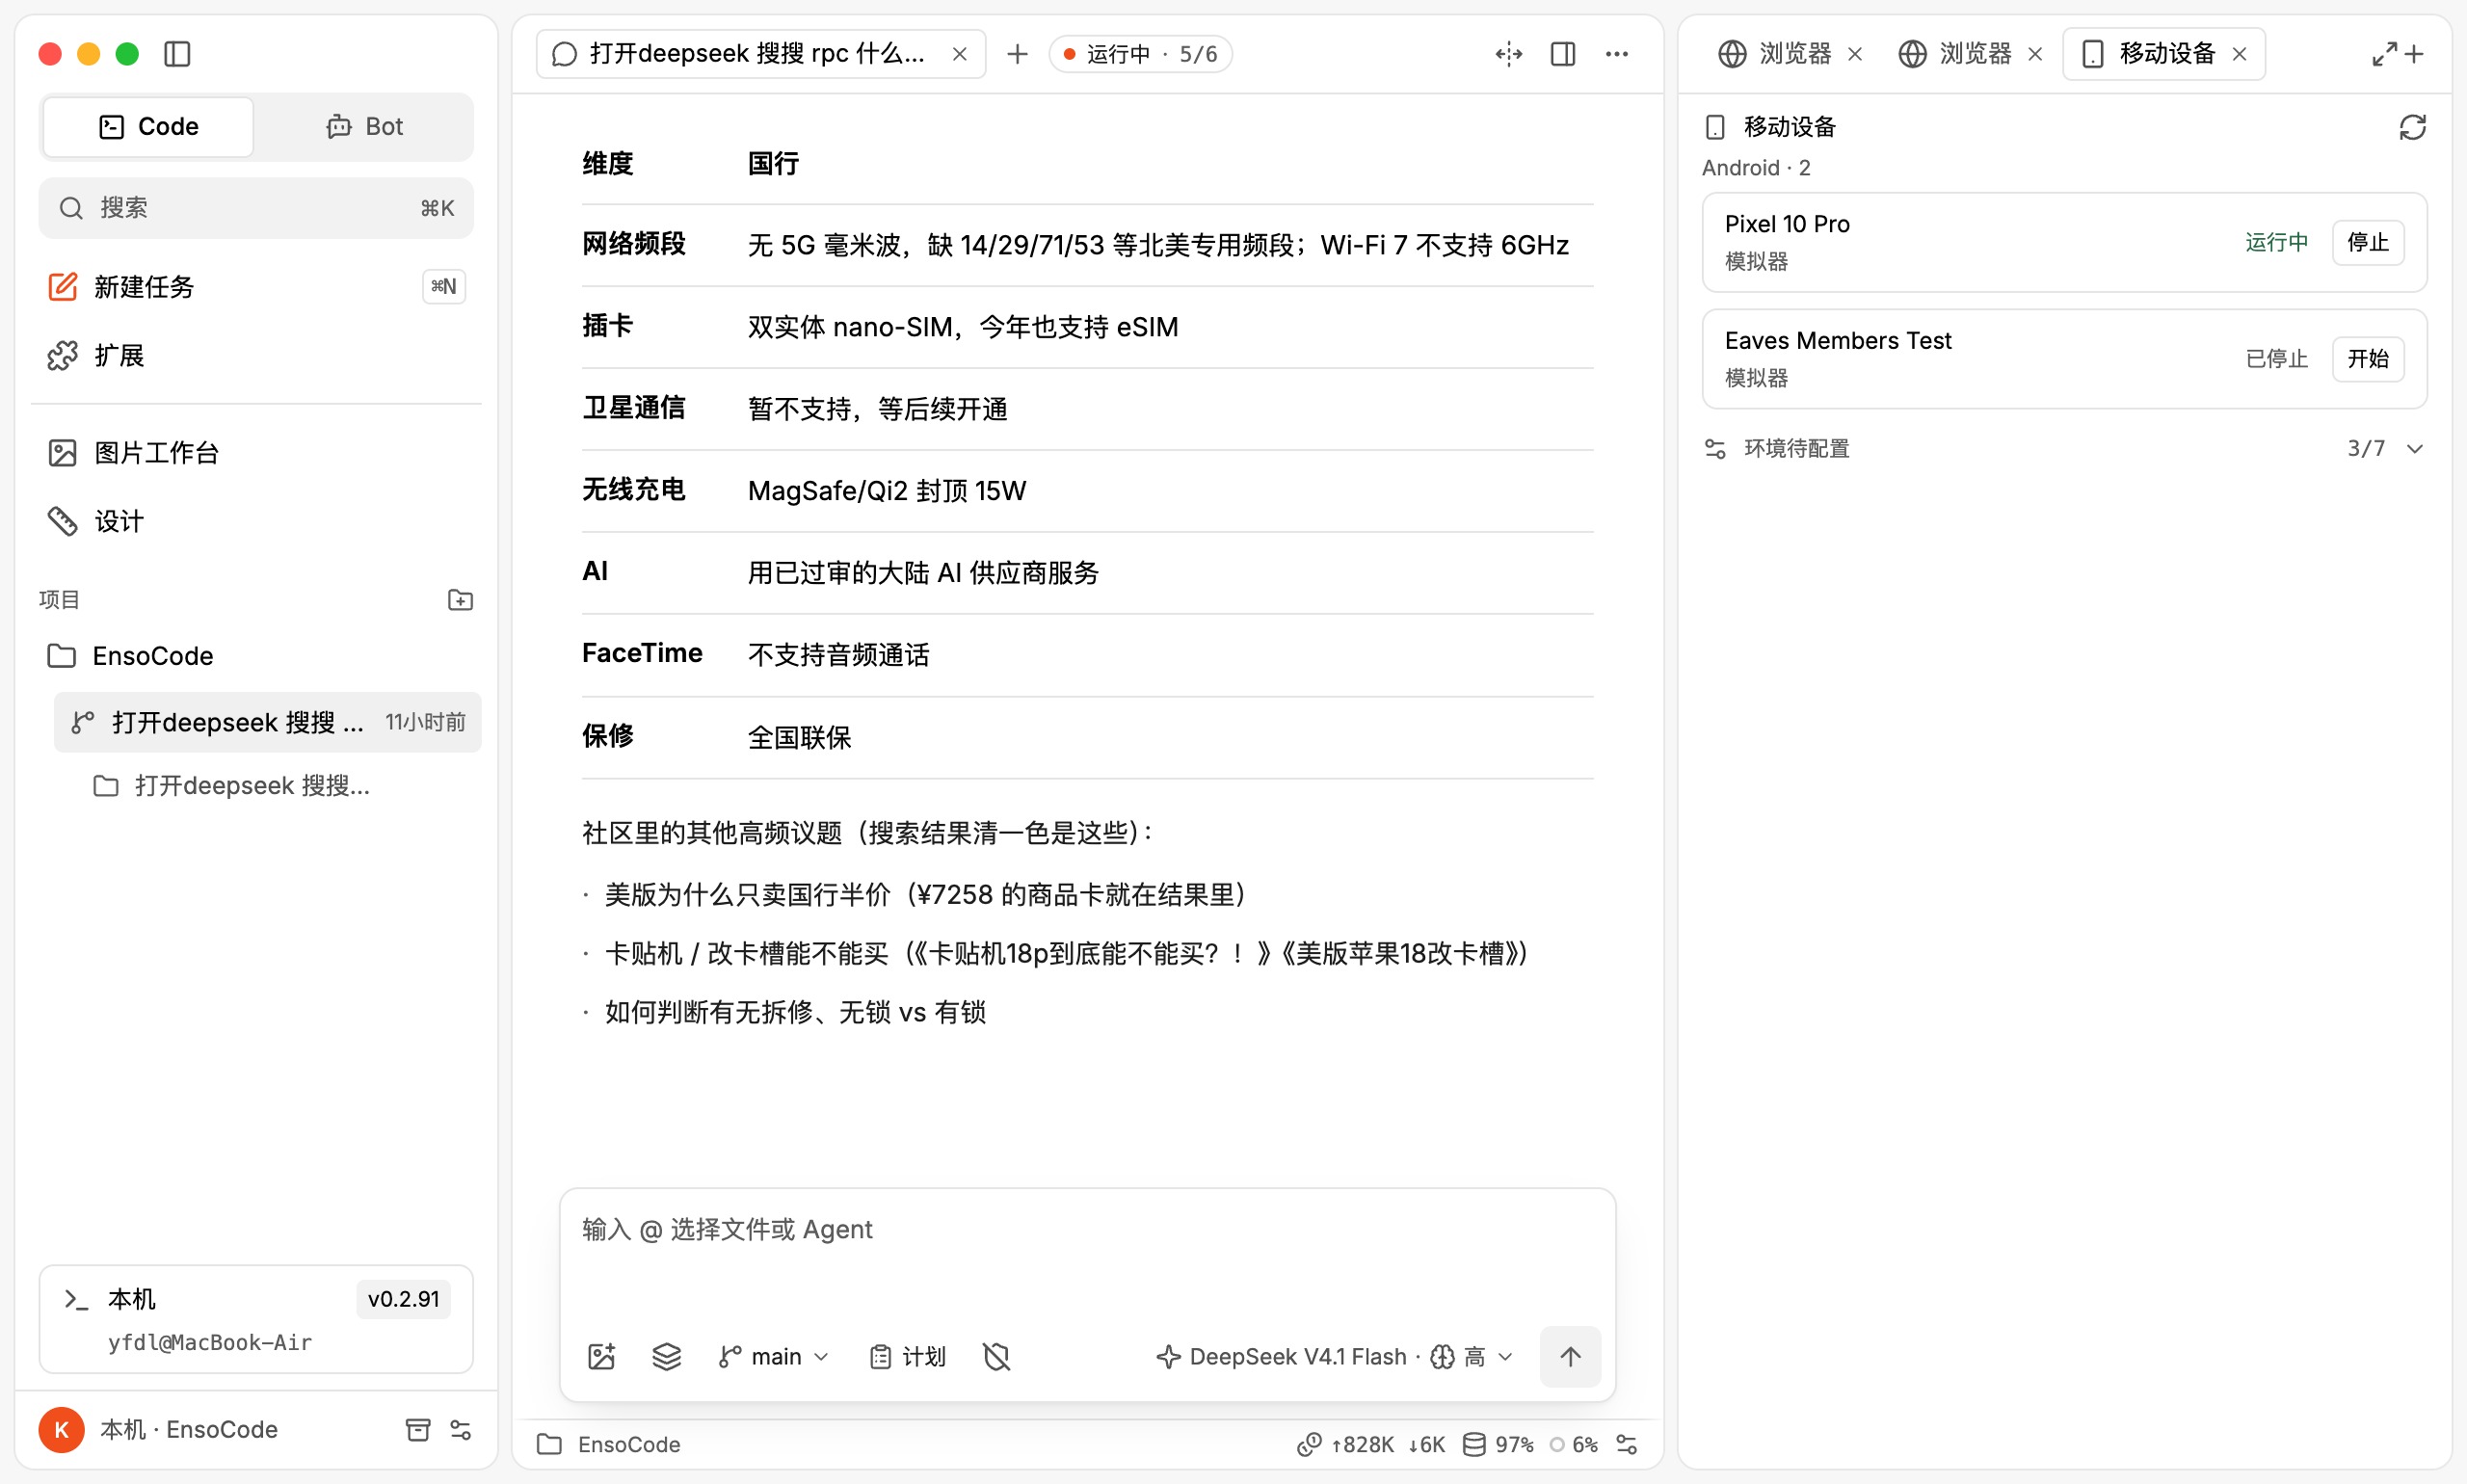 Code
Bot
搜索
⌘K
新建任务
⌘N
扩展
图片工作台
设计
项目
EnsoCode
打开deepseek 搜搜 ...
11小时前
打开deepseek 搜搜...
本机
v0.2.91
yfdl@MacBook-Air
K
本机 · EnsoCode
打开deepseek 搜搜 rpc 什么...
运行中 · 5/6
维度 国行
网络频段 无 5G 毫米波，缺 14/29/71/53 等北美专用频段；Wi-Fi 7 不支持 6GHz
插卡 双实体 nano-SIM，今年也支持 eSIM
卫星通信 暂不支持，等后续开通
无线充电 MagSafe/Qi2 封顶 15W
AI 用已过审的大陆 AI 供应商服务
FaceTime 不支持音频通话
保修 全国联保
社区里的其他高频议题（搜索结果清一色是这些）：
· 美版为什么只卖国行半价（¥7258 的商品卡就在结果里）
· 卡贴机 / 改卡槽能不能买（《卡贴机18p到底能不能买？！》《美版苹果18改卡槽》）
· 如何判断有无拆修、无锁 vs 有锁
输入 @ 选择文件或 Agent
main
计划
DeepSeek V4.1 Flash · 高
EnsoCode
↑828K ↓6K 97% 6%
浏览器
浏览器
移动设备
移动设备
Android · 2
Pixel 10 Pro
模拟器
运行中
停止
Eaves Members Test
模拟器
已停止
开始
环境待配置
3/7